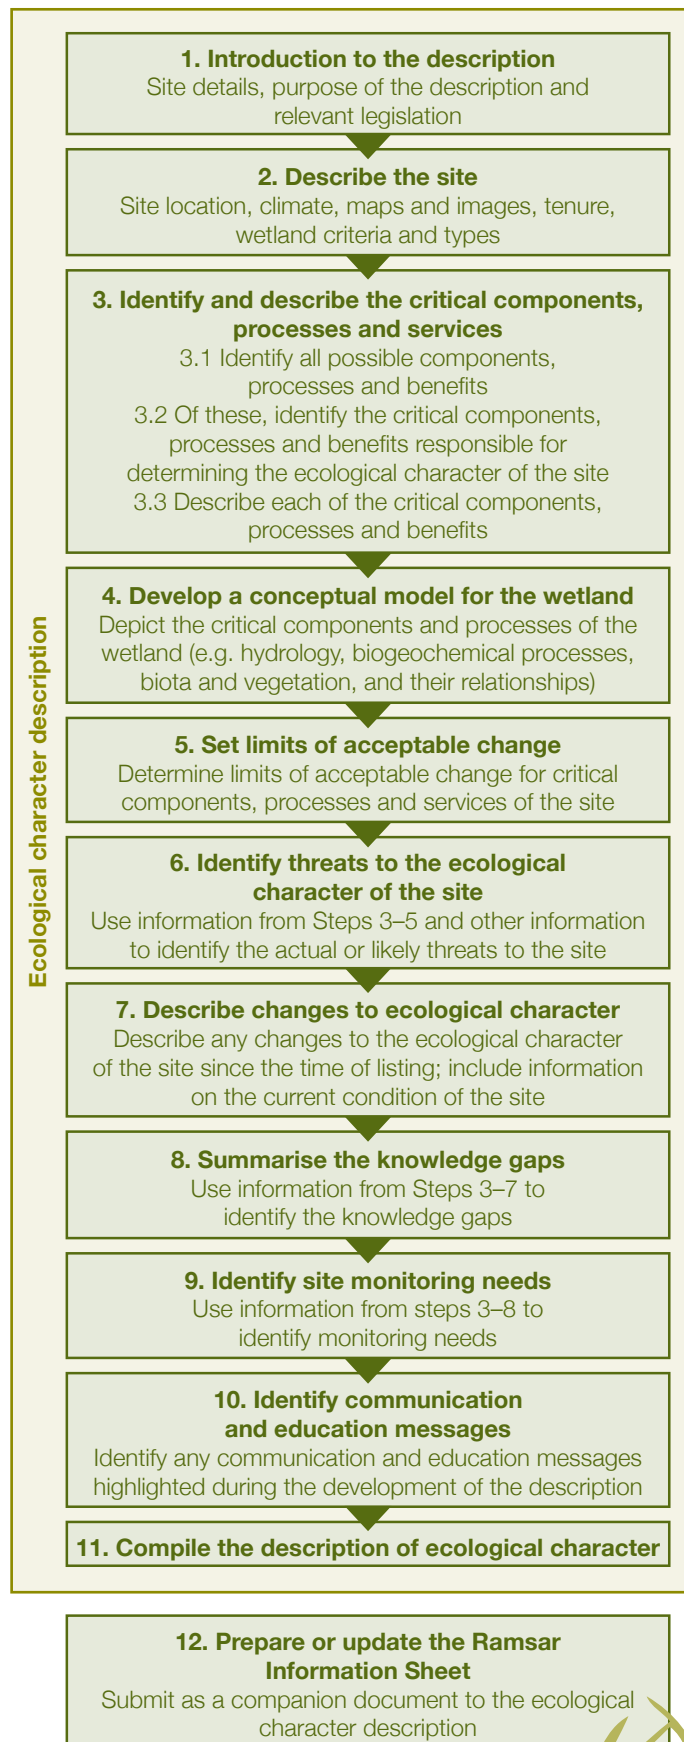 1. Introduction to the description
Site details, purpose of the description and
relevant legislation
2. Describe the site
Site location, climate, maps and images, tenure,
wetland criteria and types
3. Identify and describe the critical components,
processes and services
3.1 Identify all possible components,
processes and benefits
3.2 Of these, identify the critical components,
processes and benefits responsible for
determining the ecological character of the site
3.3 Describe each of the critical components,
processes and benefits
4. Develop a conceptual model for the wetland
Depict the critical components and processes of the
wetland (e.g. hydrology, biogeochemical processes,
biota and vegetation, and their relationships)
5. Set limits of acceptable change
Determine limits of acceptable change for critical
components, processes and services of the site
6. Identify threats to the ecological
character of the site
Use information from Steps 3–5 and other information
to identify the actual or likely threats to the site
7. Describe changes to ecological character
Describe any changes to the ecological character
of the site since the time of listing; include information
on the current condition of the site
8. Summarise the knowledge gaps
Use information from Steps 3–7 to
identify the knowledge gaps
9. Identify site monitoring needs
Use information from steps 3–8 to
identify monitoring needs
10. Identify communication
and education messages
Identify any communication and education messages
highlighted during the development of the description
11. Compile the description of ecological character
Ecological character description
12. Prepare or update the Ramsar
Information Sheet
Submit as a companion document to the ecological
character description